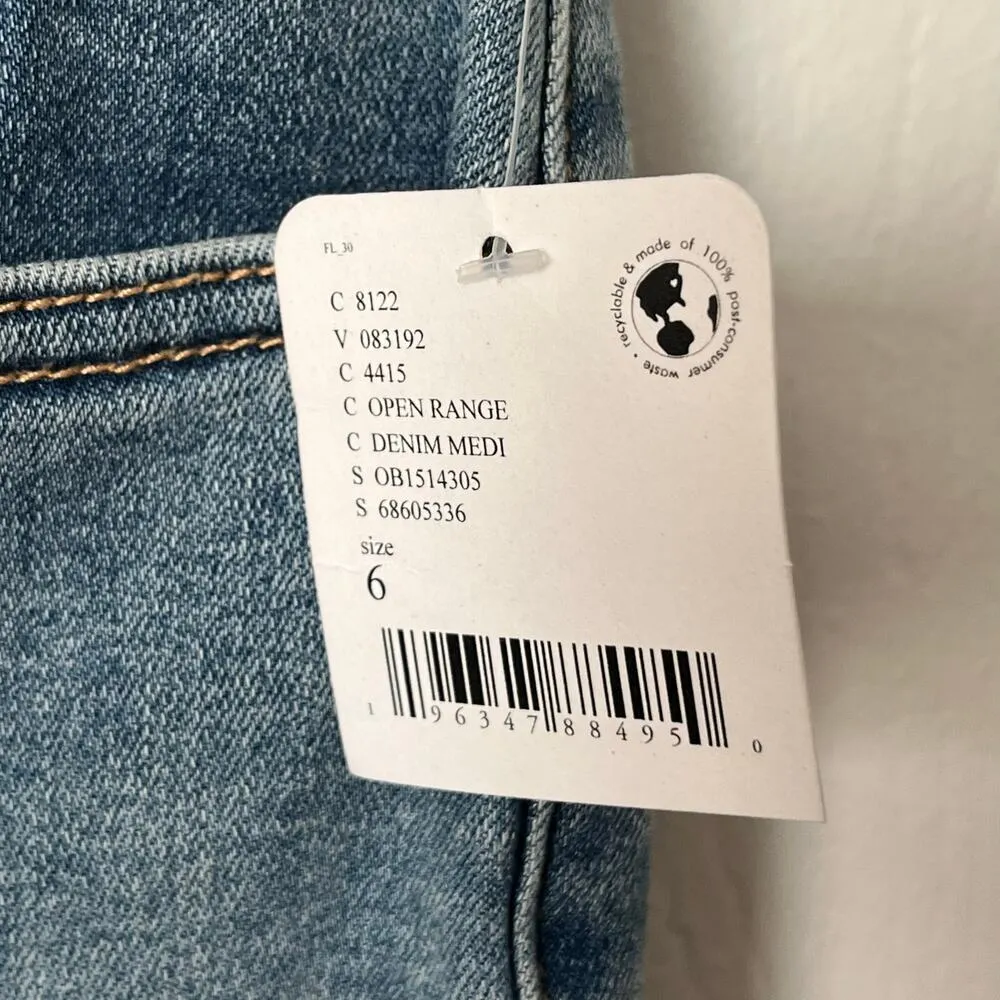 FL_30
recyclable & made of 100% post-consumer waste •
C 8122
V 083192
C 4415
C OPEN RANGE
C DENIM MEDI
S OB1514305
S 68605336
size
6
1 96347 88495 0